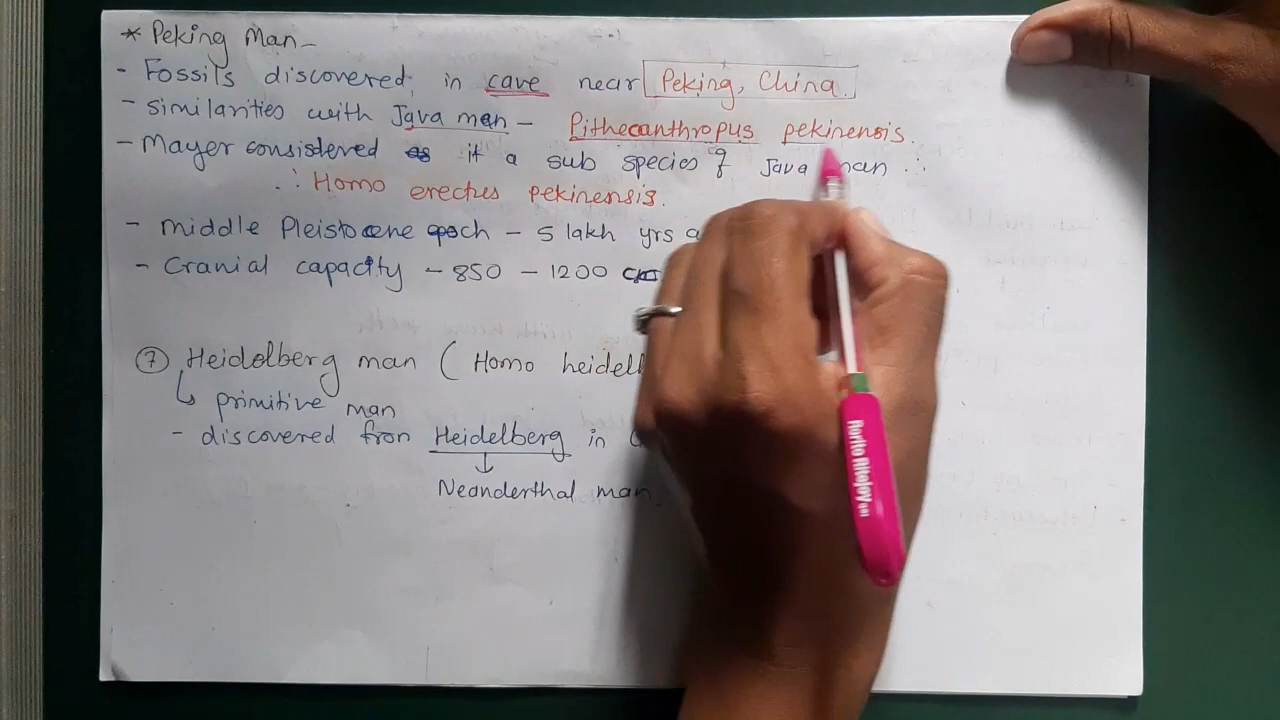 * Peking Man -
- Fossils discovered in cave near Peking, China.
- similarities with Java man - Pithecanthropus pekinensis.
- Mayer considered it a sub species of Java man ∴
∴ Homo erectus pekinensis.
- middle Pleistocene epoch - 5 lakh yrs
- Cranial capacity - 850 - 1200
⑦ Heidelberg man ( Homo
primitive man
- discovered from Heidelberg in
Neanderthal man
Rorito Ritejoy